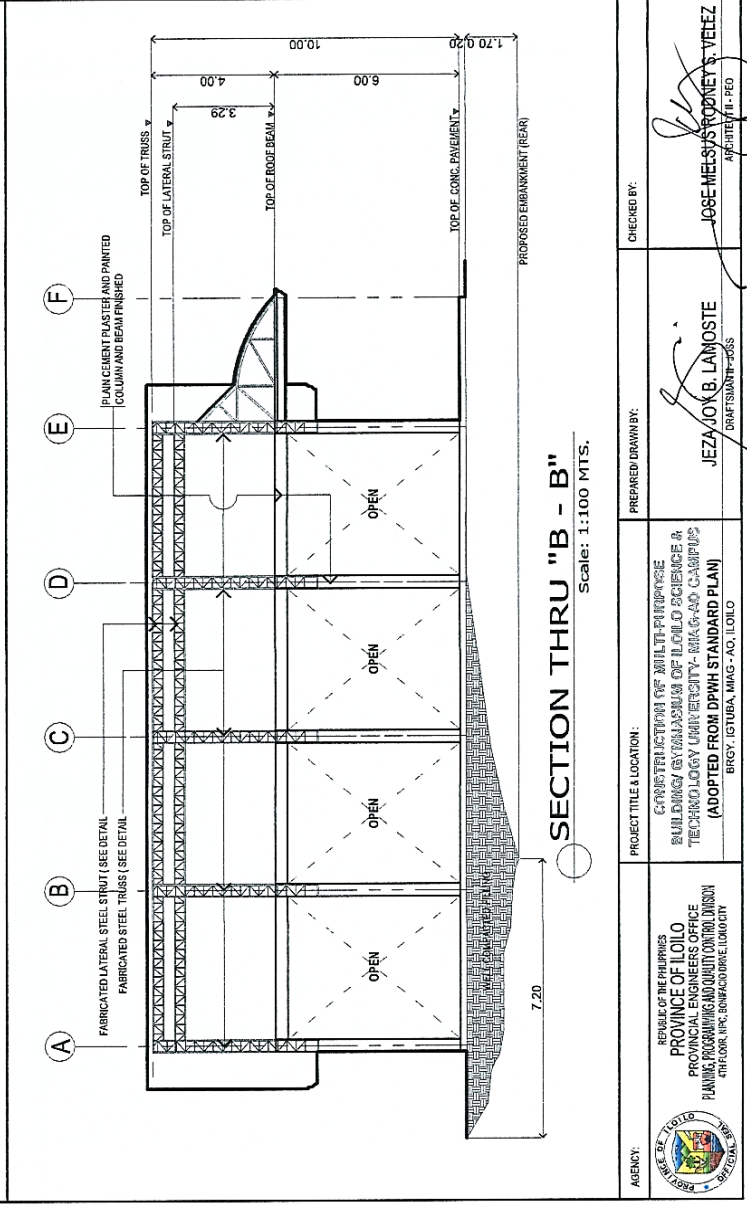 A
B
C
D
E
F
FABRICATED LATERAL STEEL STRUT ( SEE DETAIL
FABRICATED STEEL TRUSS ( SEE DETAIL
PLAIN CEMENT PLASTER AND PAINTED
COLUMN AND BEAM FINISHED
TOP OF TRUSS
TOP OF LATERAL STRUT
TOP OF ROOF BEAM
TOP OF CONC. PAVEMENT
PROPOSED EMBANKMENT (REAR)
3.29
4.00
6.00
10.00
0.20
1.70
OPEN
OPEN
OPEN
OPEN
WELL COMPACTED
7.20
SECTION THRU "B - B"
Scale: 1:100 MTS.
AGENCY:
PROVINCE OF ILOILO
OFFICIAL SEAL
REPUBLIC OF THE PHILIPPINES
PROVINCE OF ILOILO
PROVINCIAL ENGINEERS OFFICE
PLANNING, PROGRAMMING AND QUALITY CONTROL DIVISION
4TH FLOOR, NPC, BONIFACIO DRIVE, ILOILO CITY
PROJECT TITLE & LOCATION:
CONSTRUCTION OF MULTI-PURPOSE
BUILDING/ GYMNASIUM OF ILOILO SCIENCE &
TECHNOLOGY UNIVERSITY- MIAG-AO CAMPUS
(ADOPTED FROM DPWH STANDARD PLAN)
BRGY. IGTUBA, MIAG - AO, ILOILO
PREPARED/ DRAWN BY:
JEZA JOY B. LAMOSTE
DRAFTSMAN
CHECKED BY:
JOSE MELSUS RODNEY S. VELEZ
ARCHITECT II - PEO